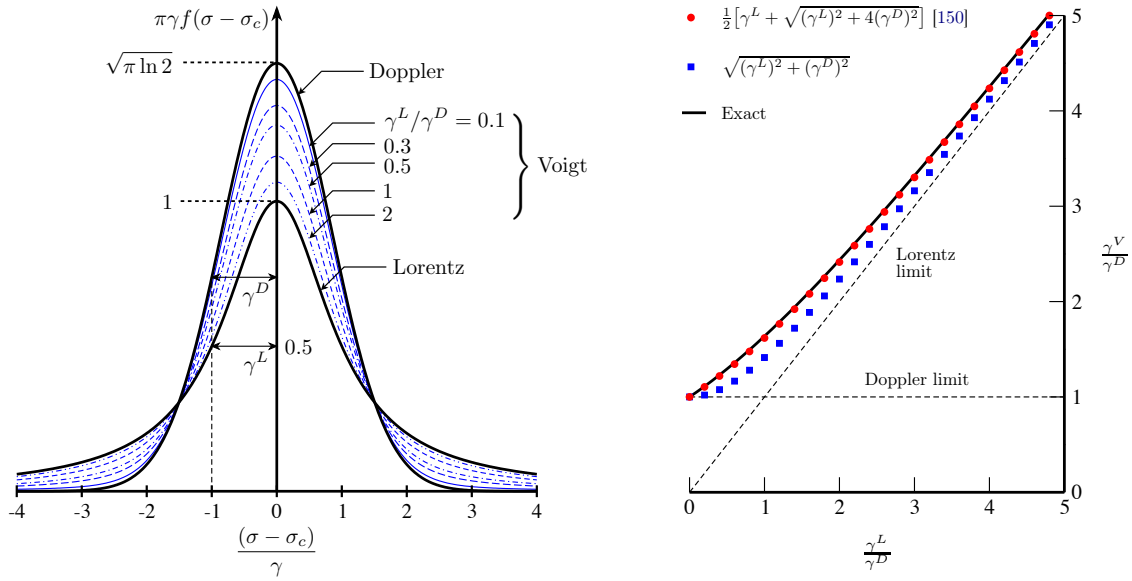 πγf(σ − σc)
√(π ln 2)
Doppler
γ^L/γ^D = 0.1
0.3
0.5
1
2
Voigt
1
Lorentz
γ^D
γ^L
0.5
-4 -3 -2 -1 0 1 2 3 4
(σ − σc)
γ
½[γ^L + √((γ^L)² + 4(γ^D)²)] [150]
√((γ^L)² + (γ^D)²)
Exact
Lorentz
limit
Doppler limit
5
4
3
2
1
0
γ^V
γ^D
0 1 2 3 4 5
γ^L
γ^D